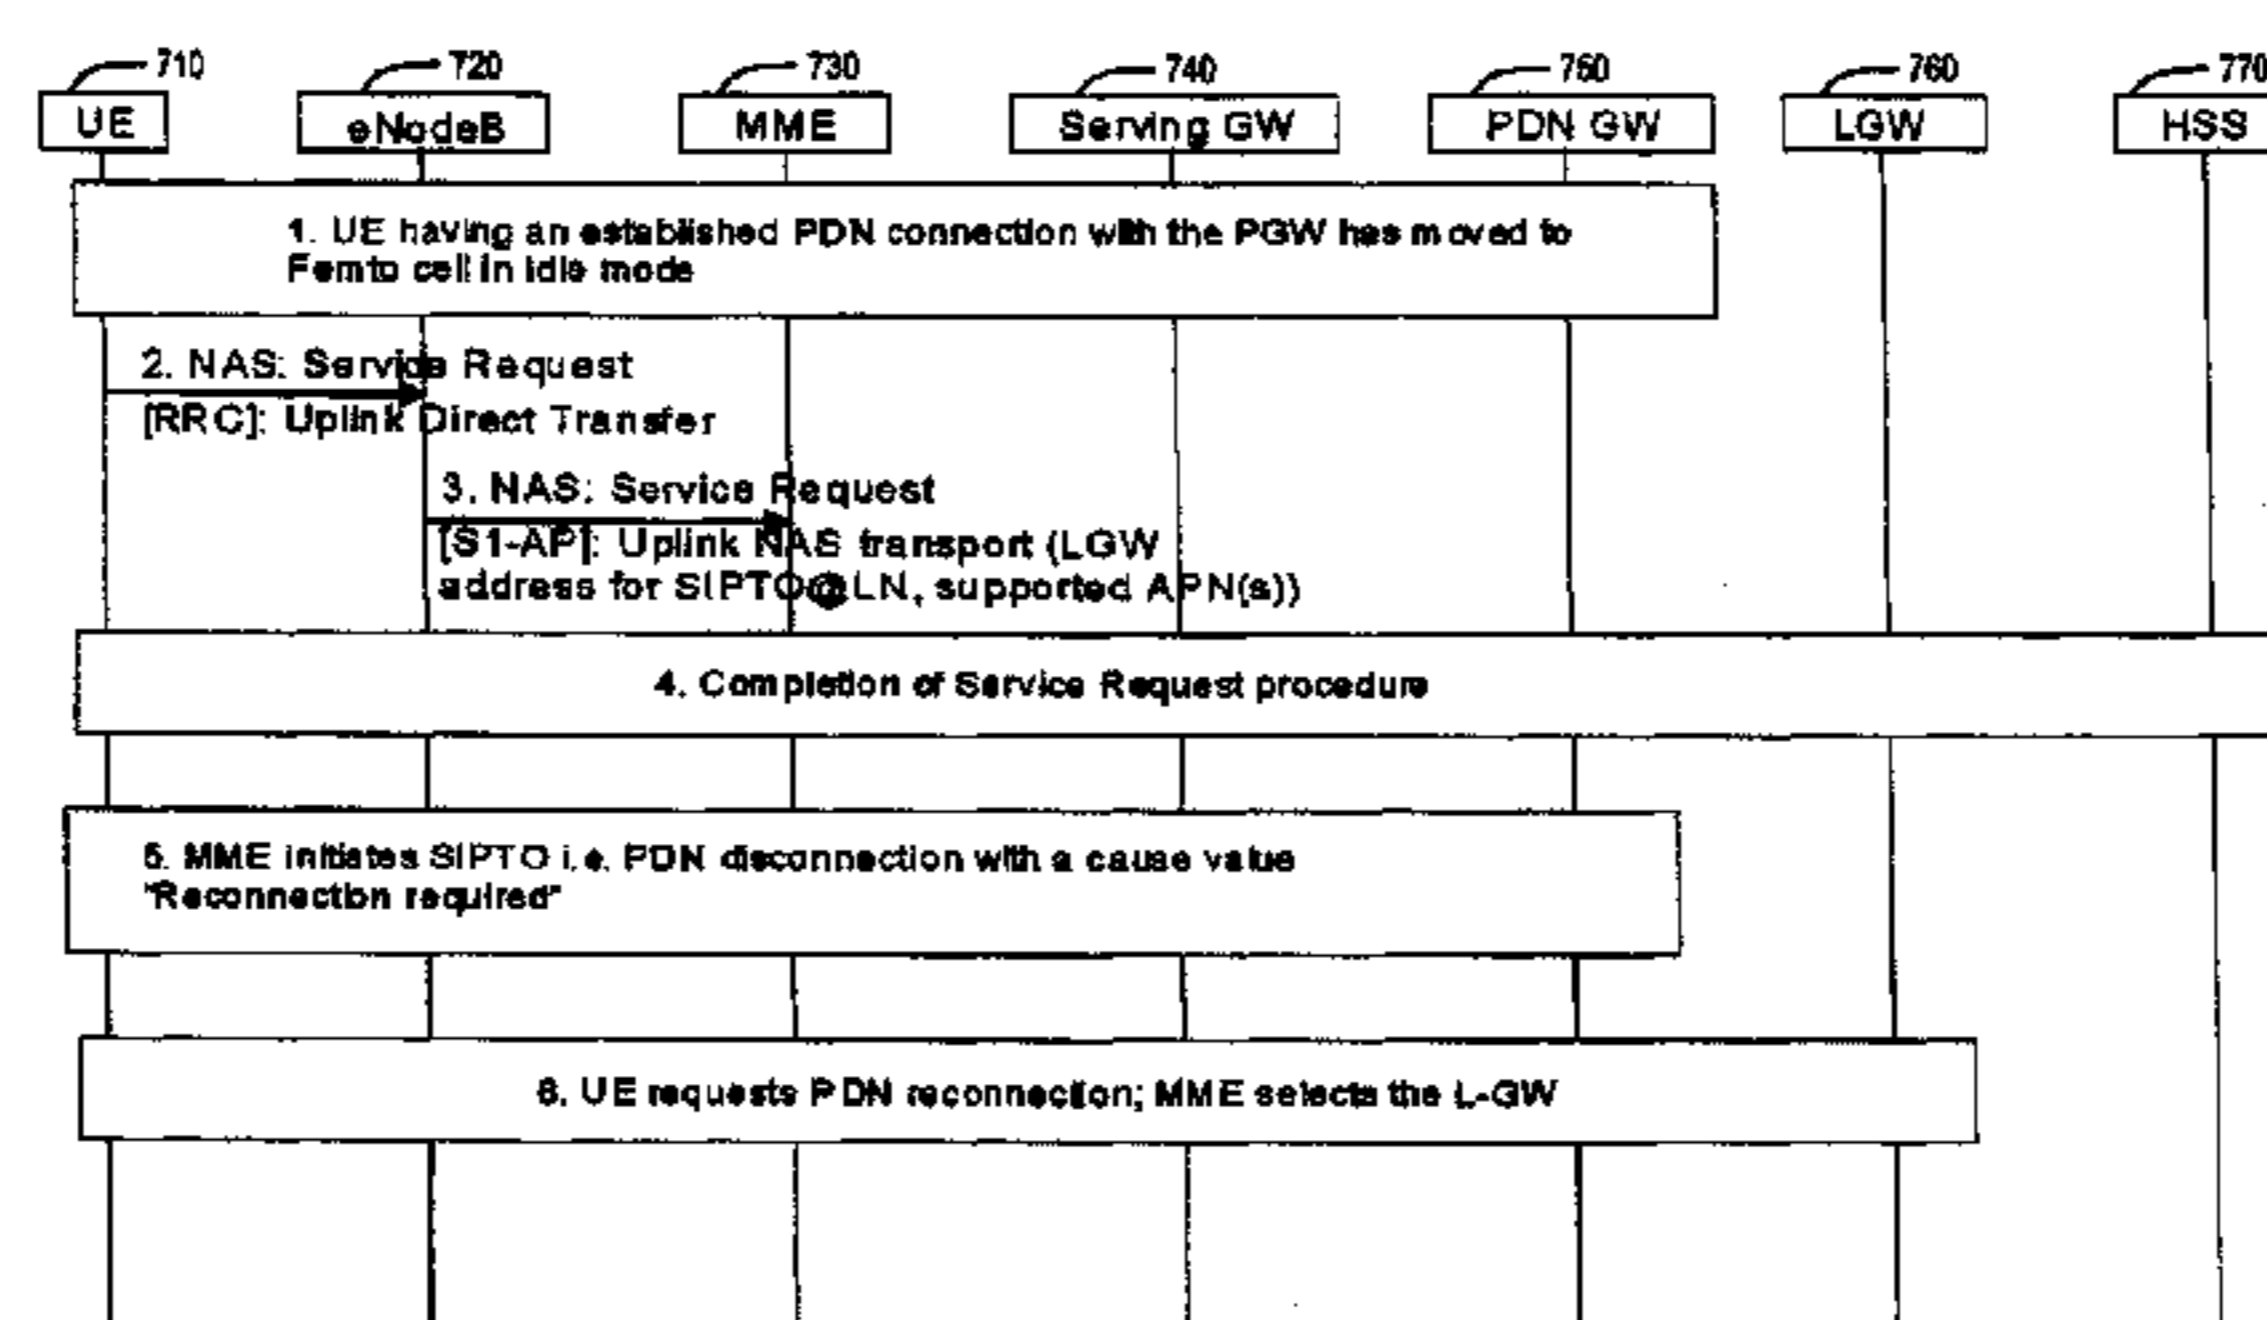 710 720 730 740 750 760 770
UE eNodeB MME Serving GW PDN GW LGW HSS
1. UE having an established PDN connection with the PGW has moved to
Femto cell in idle mode
2. NAS: Service Request
[RRC]: Uplink Direct Transfer
3. NAS: Service Request
[S1-AP]: Uplink NAS transport (LGW
address for SIPTO@LN, supported APN(s))
4. Completion of Service Request procedure
5. MME initiates SIPTO i.e. PDN disconnection with a cause value
"Reconnection required"
6. UE requests PDN reconnection; MME selects the L-GW